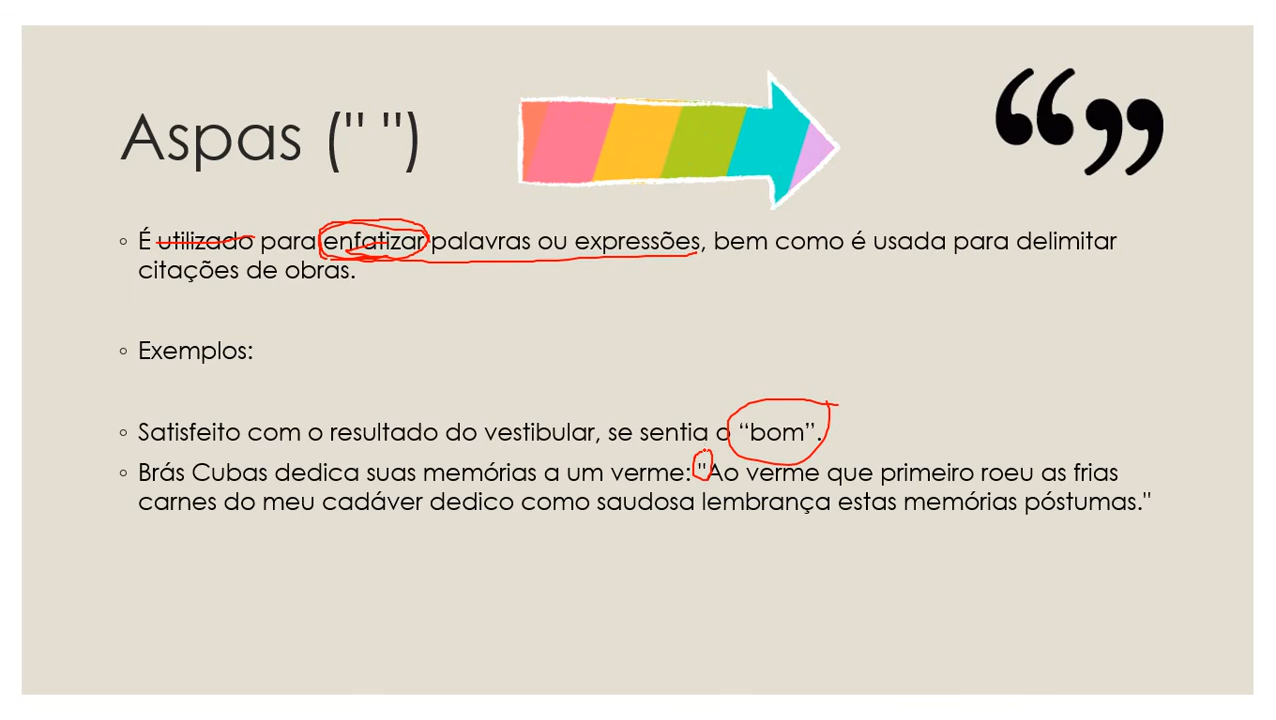 Aspas (" ")
“”
◦ É utilizado para enfatizar palavras ou expressões, bem como é usada para delimitar
citações de obras.
◦ Exemplos:
◦ Satisfeito com o resultado do vestibular, se sentia o “bom”.
◦ Brás Cubas dedica suas memórias a um verme: "Ao verme que primeiro roeu as frias
carnes do meu cadáver dedico como saudosa lembrança estas memórias póstumas."